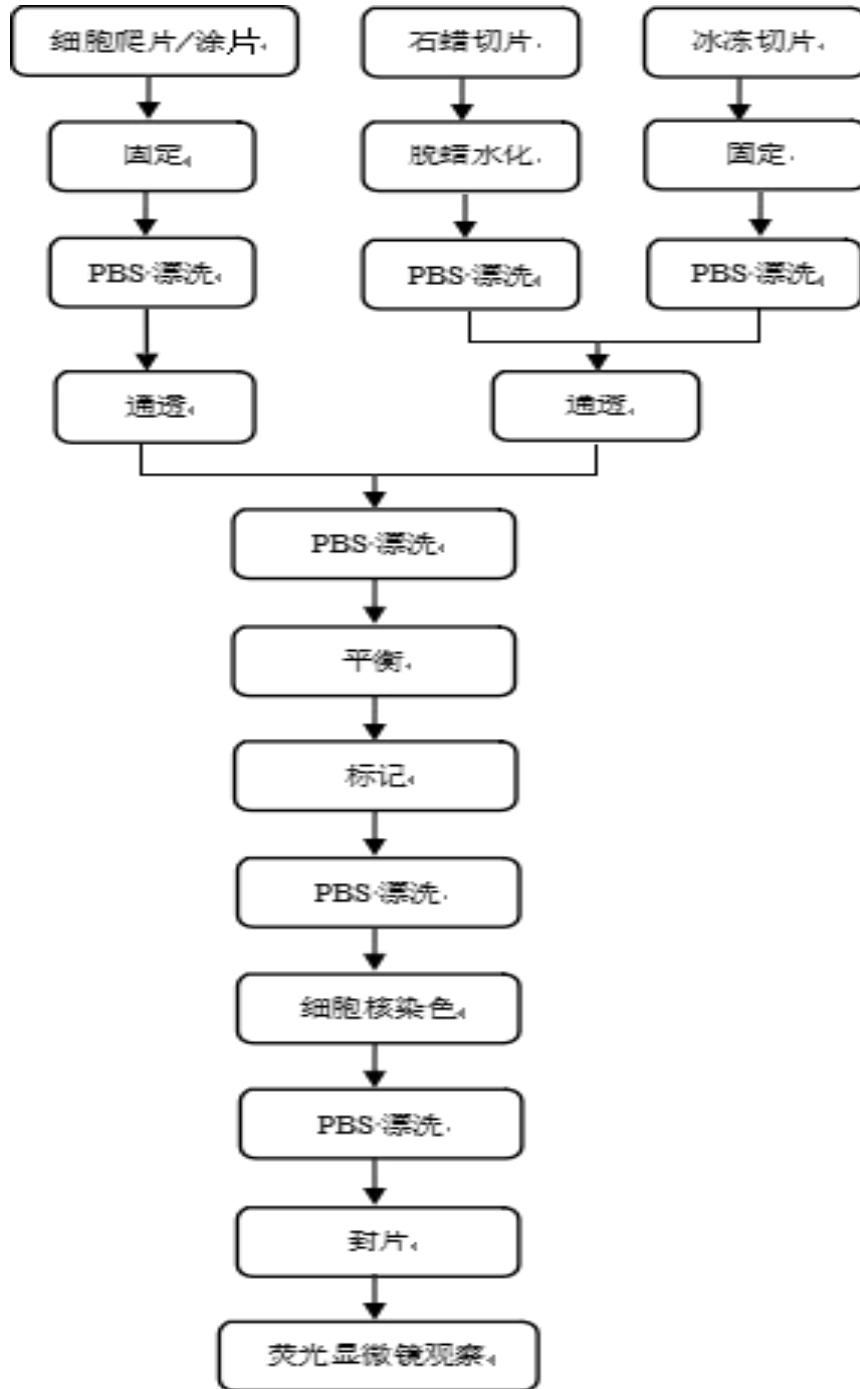 细胞爬片/涂片
石蜡切片
冰冻切片
固定
脱蜡水化
固定
PBS 漂洗
PBS 漂洗
PBS 漂洗
通透
通透
PBS 漂洗
平衡
标记
PBS 漂洗
细胞核染色
PBS 漂洗
封片
荧光显微镜观察